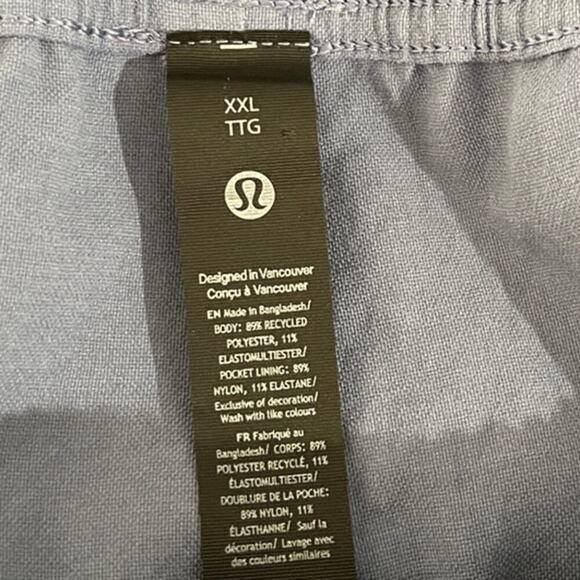 XXL
TTG
Designed in Vancouver
Conçu à Vancouver
EN Made in Bangladesh/
BODY: 89% RECYCLED
POLYESTER, 11%
ELASTOMULTIESTER/
POCKET LINING: 89%
NYLON, 11% ELASTANE/
Exclusive of decoration/
Wash with like colours
FR Fabriqué au
Bangladesh/ CORPS: 89%
POLYESTER RECYCLÉ, 11%
ÉLASTOMULTIESTER/
DOUBLURE DE LA POCHE:
89% NYLON, 11%
ÉLASTHANNE/ Sauf la
décoration/ Lavage avec
des couleurs similaires